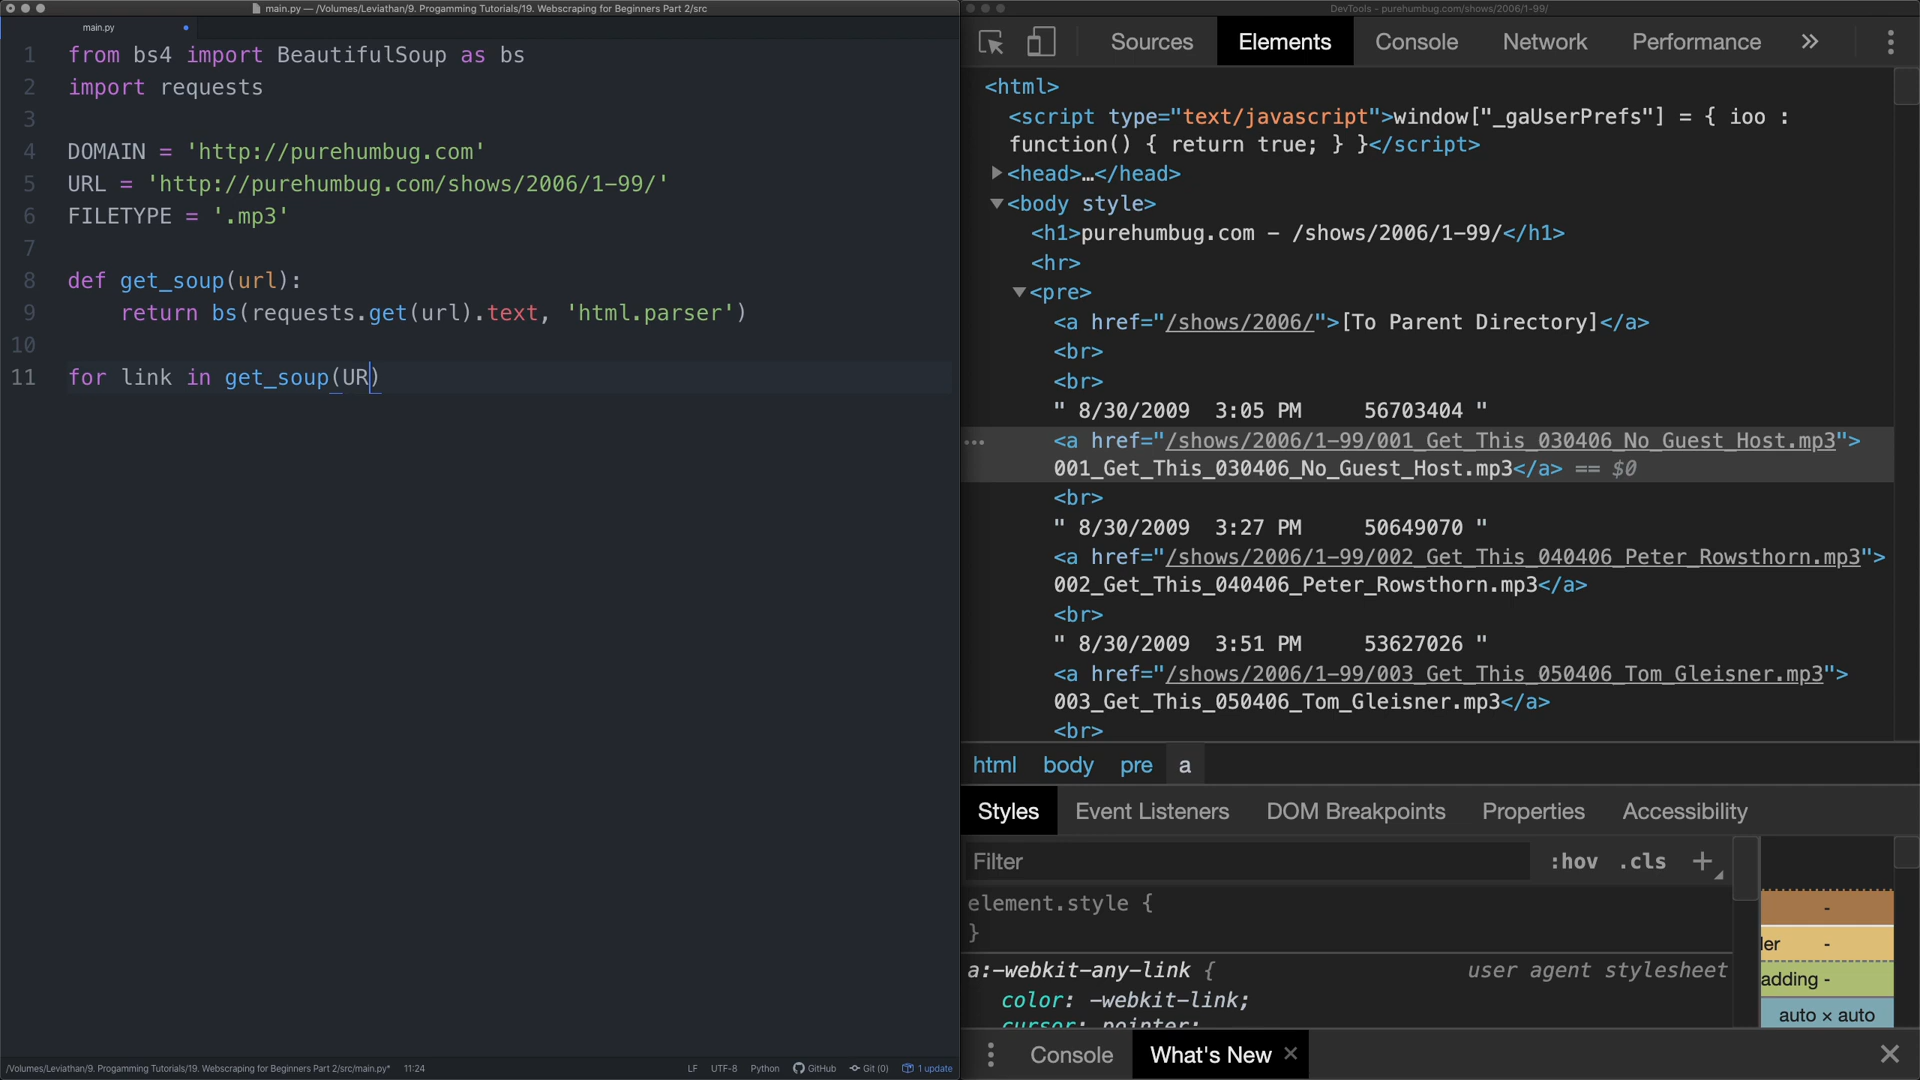 main.py — /Volumes/Leviathan/9. Progamming Tutorials/19. Webscraping for Beginners Part 2/src
main.py
1 from bs4 import BeautifulSoup as bs
2 import requests
3
4 DOMAIN = 'http://purehumbug.com'
5 URL = 'http://purehumbug.com/shows/2006/1-99/'
6 FILETYPE = '.mp3'
7
8 def get_soup(url):
9 return bs(requests.get(url).text, 'html.parser')
10
11 for link in get_soup(UR)
/Volumes/Leviathan/9. Progamming Tutorials/19. Webscraping for Beginners Part 2/src/main.py* 11:24 LF UTF-8 Python GitHub Git (0) 1 update
DevTools - purehumbug.com/shows/2006/1-99/
Sources Elements Console Network Performance »
<html>
<script type="text/javascript">window["_gaUserPrefs"] = { ioo :
function() { return true; } }</script>
<head>…</head>
<body style>
<h1>purehumbug.com - /shows/2006/1-99/</h1>
<hr>
<pre>
<a href="/shows/2006/">[To Parent Directory]</a>
<br>
<br>
" 8/30/2009 3:05 PM 56703404 "
<a href="/shows/2006/1-99/001_Get_This_030406_No_Guest_Host.mp3">
001_Get_This_030406_No_Guest_Host.mp3</a> == $0
<br>
" 8/30/2009 3:27 PM 50649070 "
<a href="/shows/2006/1-99/002_Get_This_040406_Peter_Rowsthorn.mp3">
002_Get_This_040406_Peter_Rowsthorn.mp3</a>
<br>
" 8/30/2009 3:51 PM 53627026 "
<a href="/shows/2006/1-99/003_Get_This_050406_Tom_Gleisner.mp3">
003_Get_This_050406_Tom_Gleisner.mp3</a>
<br>
html body pre a
Styles Event Listeners DOM Breakpoints Properties Accessibility
Filter :hov .cls +
element.style {
}
a:-webkit-any-link { user agent stylesheet
color: -webkit-link;
cursor: pointer;
-
ler -
adding -
auto × auto
Console What's New ×